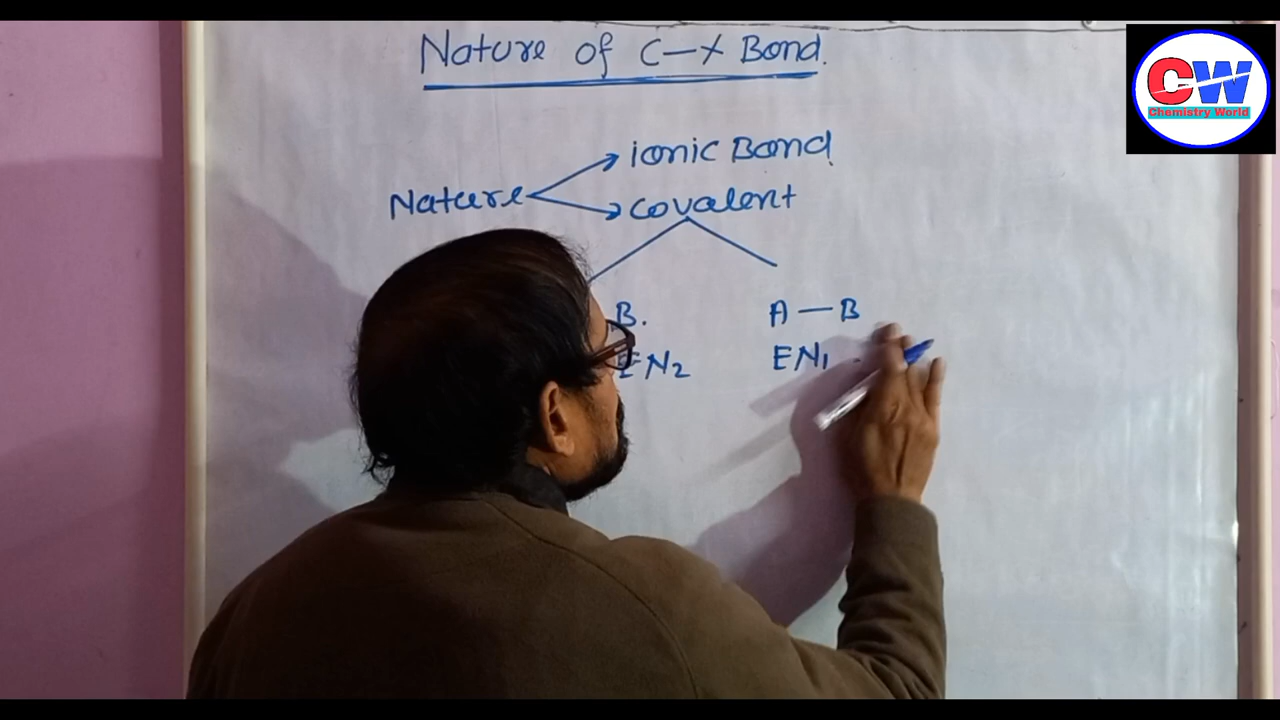 Nature of C-X Bond.
CW
Chemistry World
ionic Bond
Nature
covalent
B. A — B
EN2 EN1